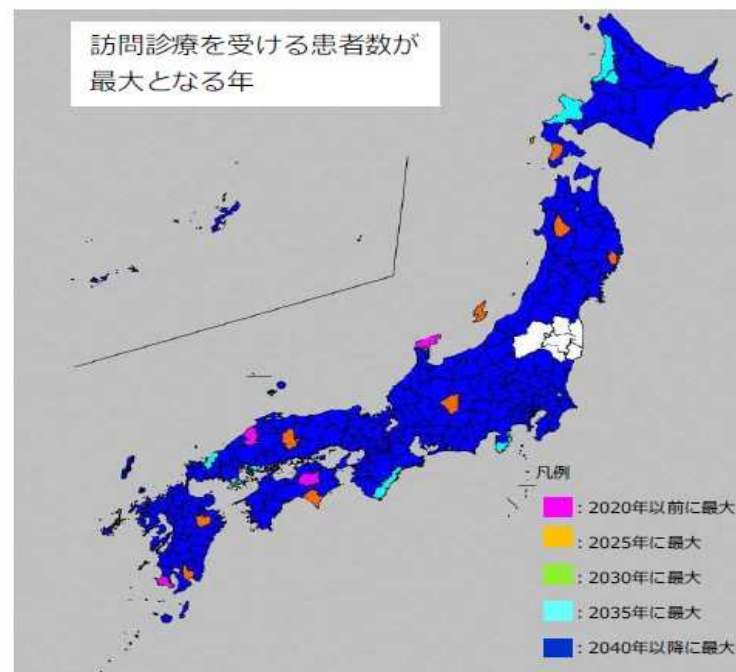 訪問診療を受ける患者数が
最大となる年
凡例
：2020年以前に最大
：2025年に最大
：2030年に最大
：2035年に最大
：2040年以降に最大